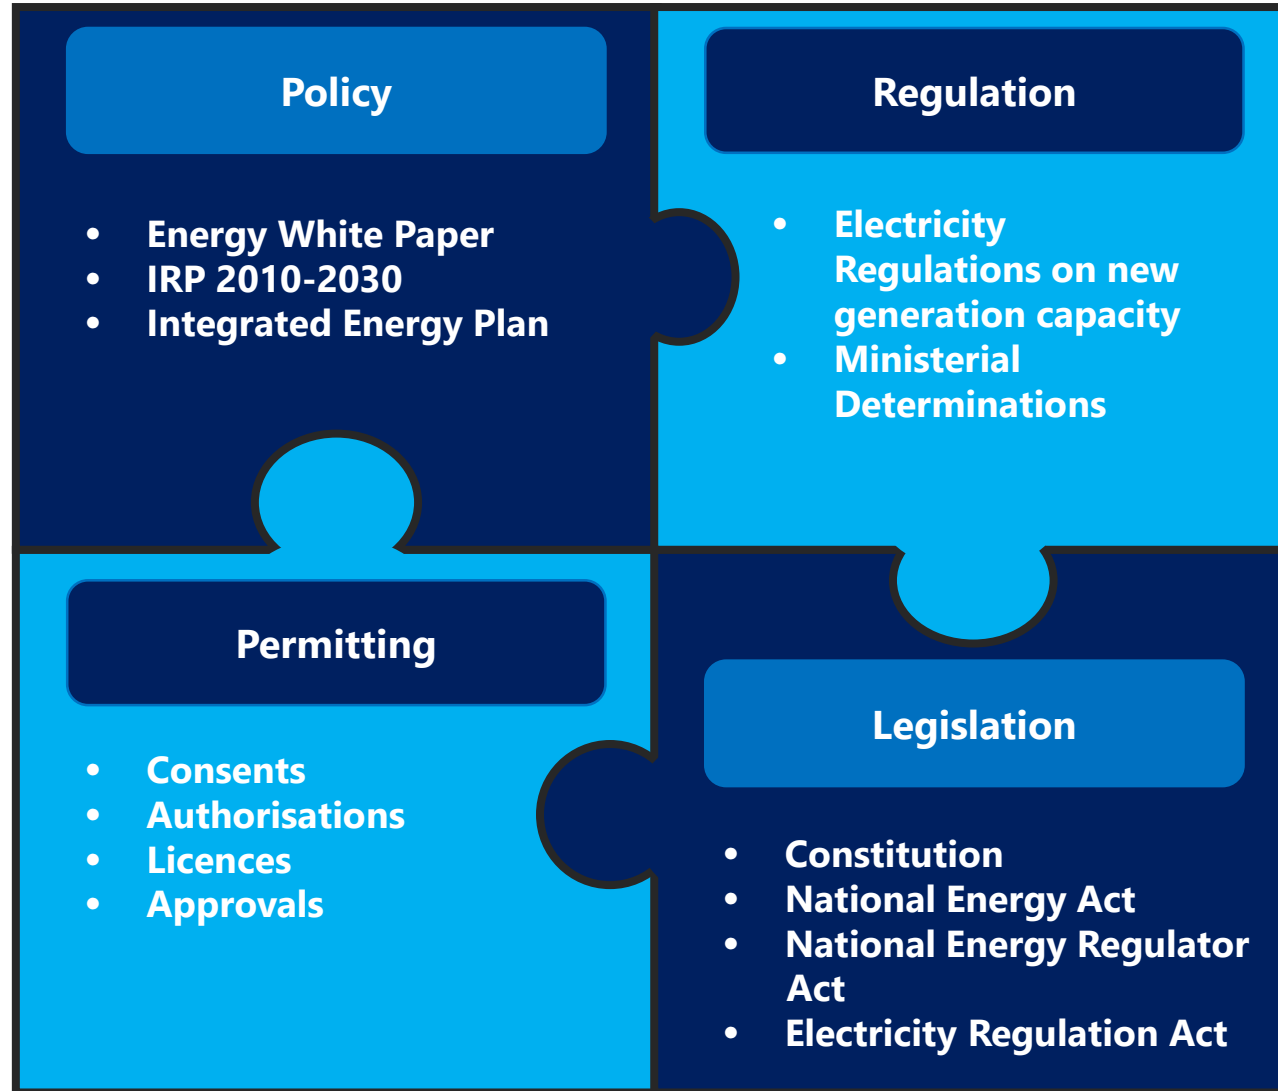 Policy
• Energy White Paper
• IRP 2010-2030
• Integrated Energy Plan
Regulation
• Electricity
Regulations on new
generation capacity
• Ministerial
Determinations
Permitting
• Consents
• Authorisations
• Licences
• Approvals
Legislation
• Constitution
• National Energy Act
• National Energy Regulator
Act
• Electricity Regulation Act